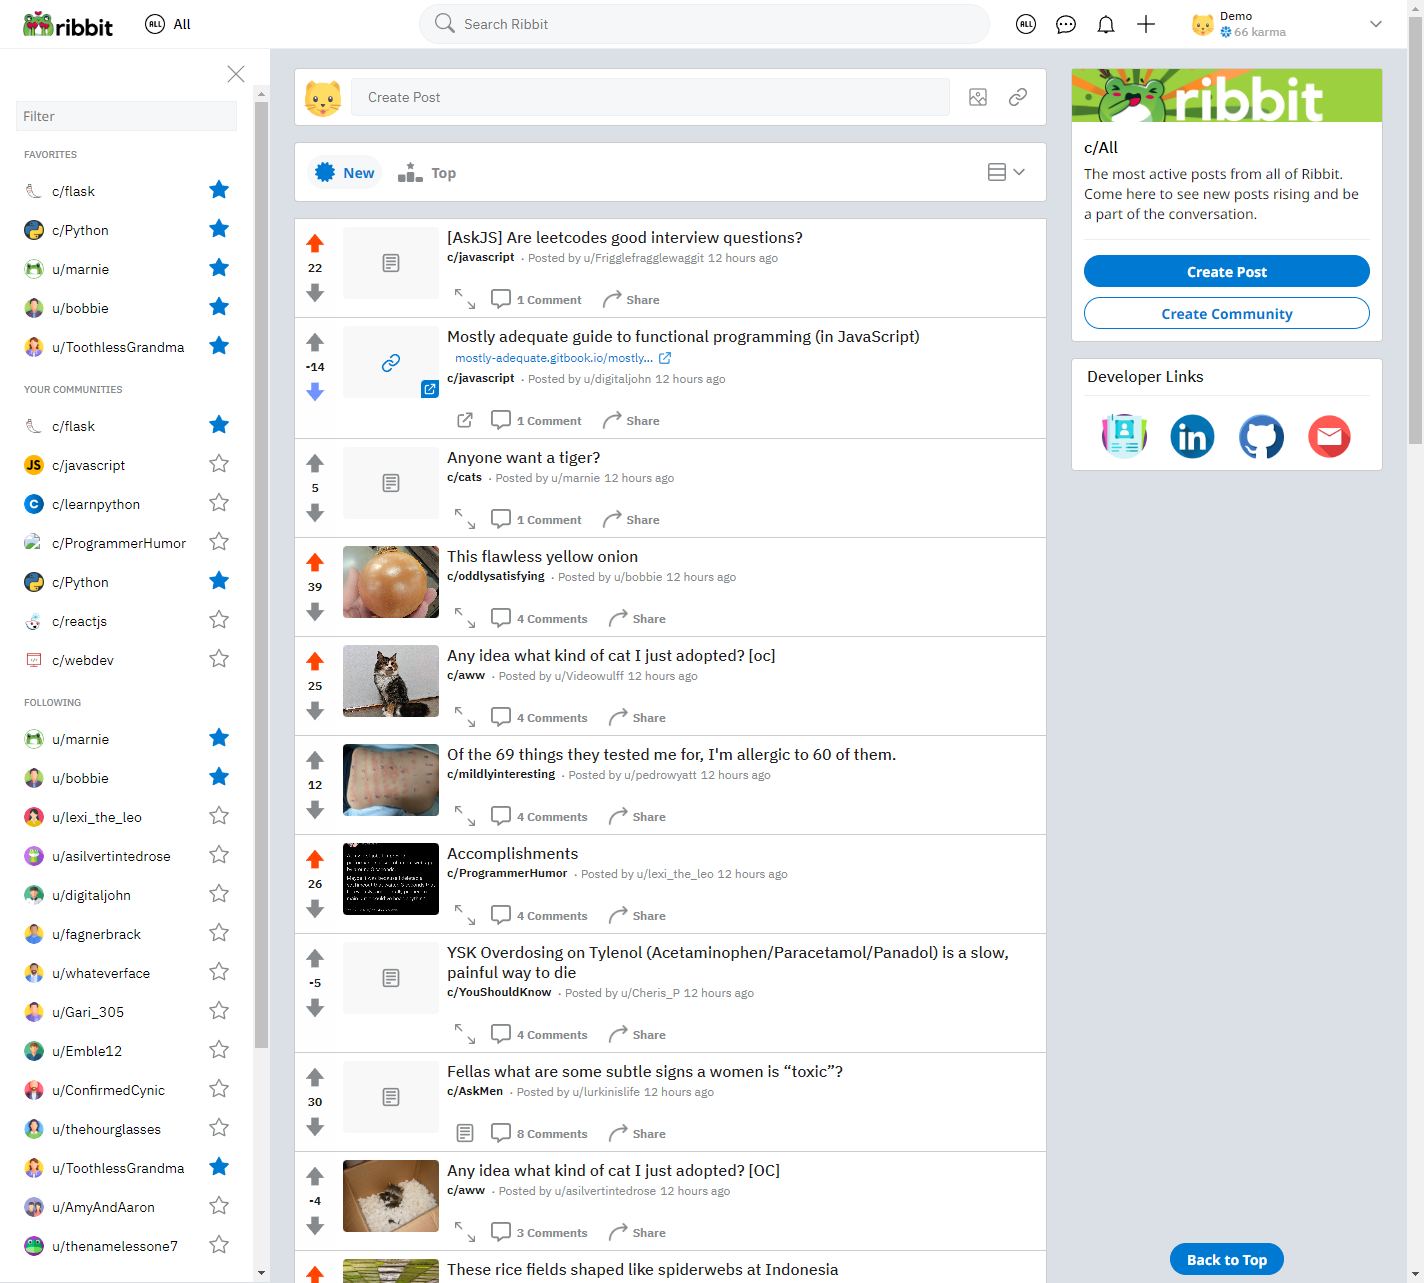 ribbit
ALL All
Search Ribbit
ALL
Demo
66 karma
Filter
FAVORITES
c/flask
c/Python
u/marnie
u/bobbie
u/ToothlessGrandma
YOUR COMMUNITIES
c/flask
JS c/javascript
C c/learnpython
c/ProgrammerHumor
c/Python
c/reactjs
c/webdev
FOLLOWING
u/marnie
u/bobbie
u/lexi_the_leo
u/asilvertintedrose
u/digitaljohn
u/fagnerbrack
u/whateverface
u/Gari_305
u/Emble12
u/ConfirmedCynic
u/thehourglasses
u/ToothlessGrandma
u/AmyAndAaron
u/thenamelessone7
Create Post
New
Top
22
[AskJS] Are leetcodes good interview questions?
c/javascript · Posted by u/Frigglefragglewaggit 12 hours ago
1 Comment Share
-14
Mostly adequate guide to functional programming (in JavaScript)
mostly-adequate.gitbook.io/mostly...
c/javascript · Posted by u/digitaljohn 12 hours ago
1 Comment Share
5
Anyone want a tiger?
c/cats · Posted by u/marnie 12 hours ago
1 Comment Share
39
This flawless yellow onion
c/oddlysatisfying · Posted by u/bobbie 12 hours ago
4 Comments Share
25
Any idea what kind of cat I just adopted? [oc]
c/aww · Posted by u/Videowulff 12 hours ago
4 Comments Share
12
Of the 69 things they tested me for, I'm allergic to 60 of them.
c/mildlyinteresting · Posted by u/pedrowyatt 12 hours ago
4 Comments Share
26
Accomplishments
c/ProgrammerHumor · Posted by u/lexi_the_leo 12 hours ago
4 Comments Share
-5
YSK Overdosing on Tylenol (Acetaminophen/Paracetamol/Panadol) is a slow,
painful way to die
c/YouShouldKnow · Posted by u/Cheris_P 12 hours ago
4 Comments Share
30
Fellas what are some subtle signs a women is “toxic”?
c/AskMen · Posted by u/lurkinislife 12 hours ago
8 Comments Share
-4
Any idea what kind of cat I just adopted? [OC]
c/aww · Posted by u/asilvertintedrose 12 hours ago
3 Comments Share
These rice fields shaped like spiderwebs at Indonesia
ribbit
c/All
The most active posts from all of Ribbit.
Come here to see new posts rising and be
a part of the conversation.
Create Post
Create Community
Developer Links
in
Back to Top